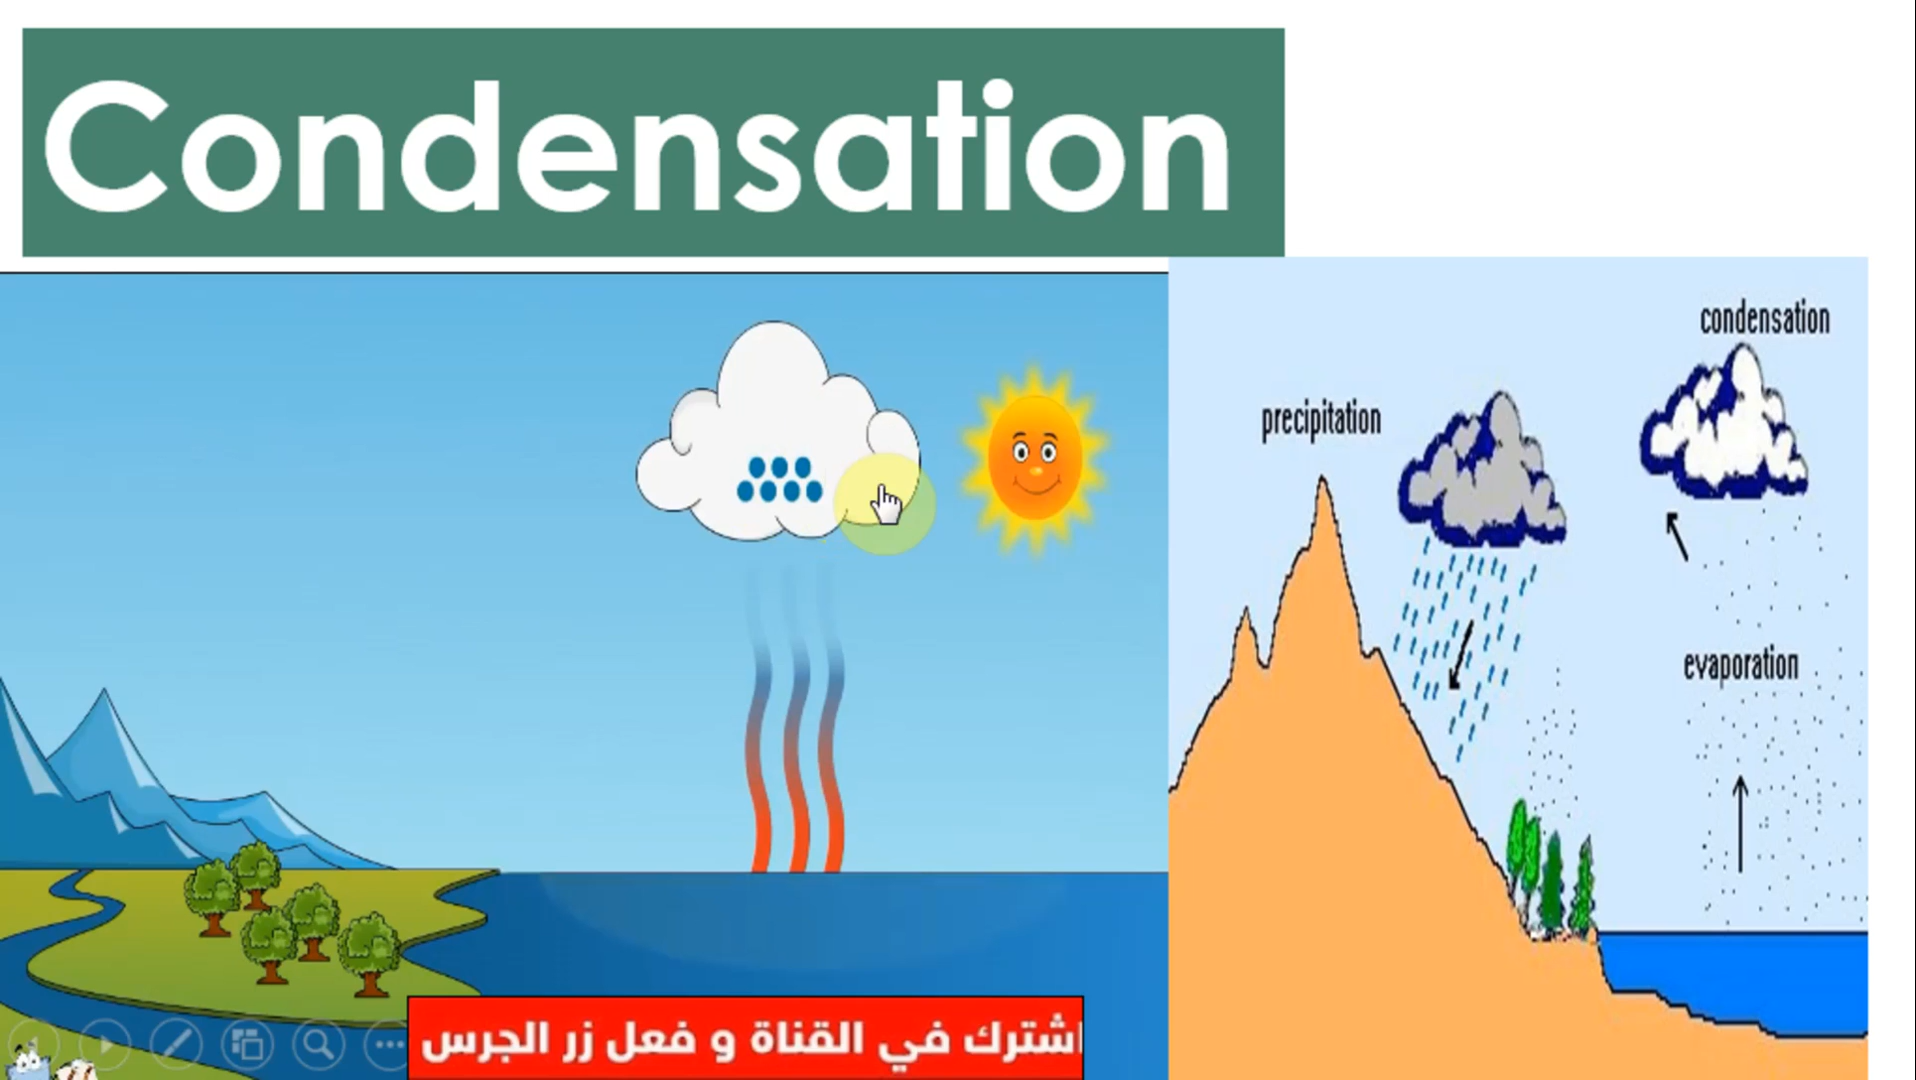 Condensation
condensation
precipitation
evaporation
اشترك في القناة و فعل زر الجرس